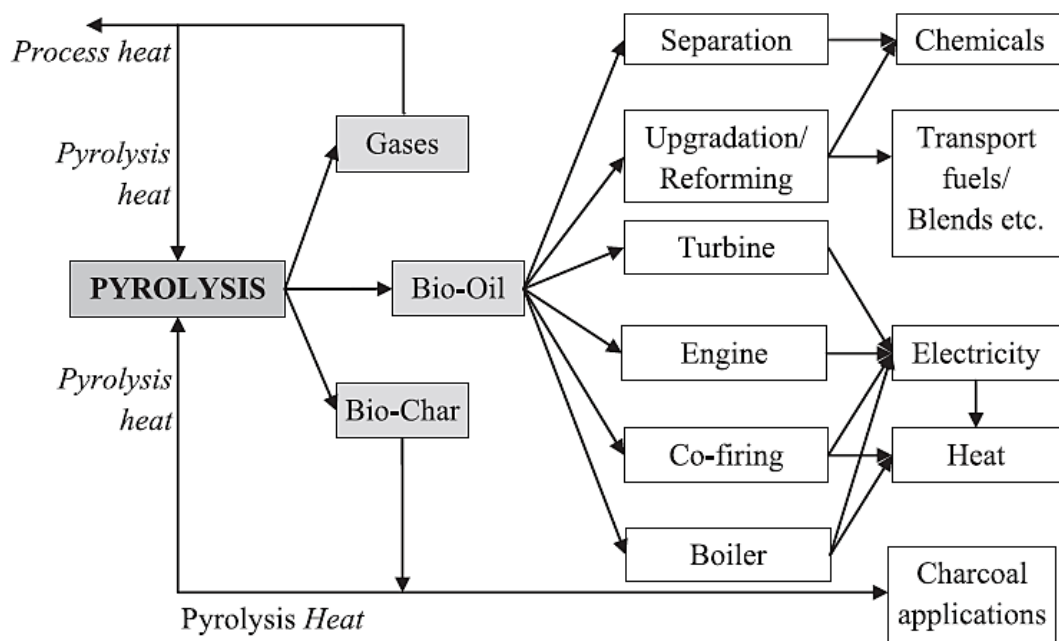 Process heat
Pyrolysis
heat
PYROLYSIS
Pyrolysis
heat
Pyrolysis Heat
Gases
Bio-Oil
Bio-Char
Separation
Upgradation/
Reforming
Turbine
Engine
Co-firing
Boiler
Chemicals
Transport
fuels/
Blends etc.
Electricity
Heat
Charcoal
applications